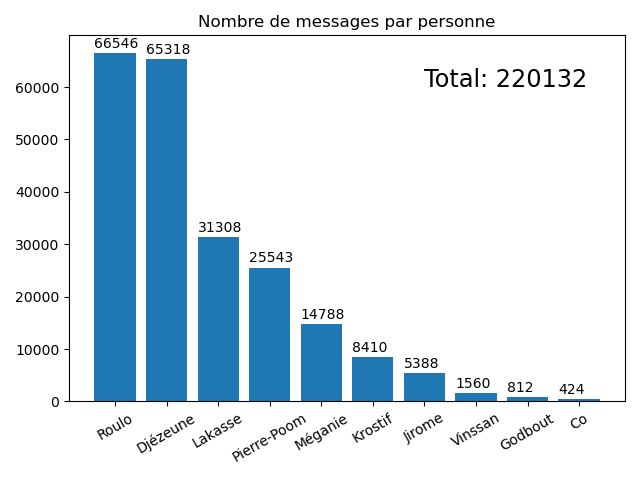 Nombre de messages par personne
Total: 220132
66546
65318
31308
25543
14788
8410
5388
1560
812
424
60000
50000
40000
30000
20000
10000
0
Roulo
Djézeune
Lakasse
Pierre-Poom
Méganie
Krostif
Jirome
Vinssan
Godbout
Co